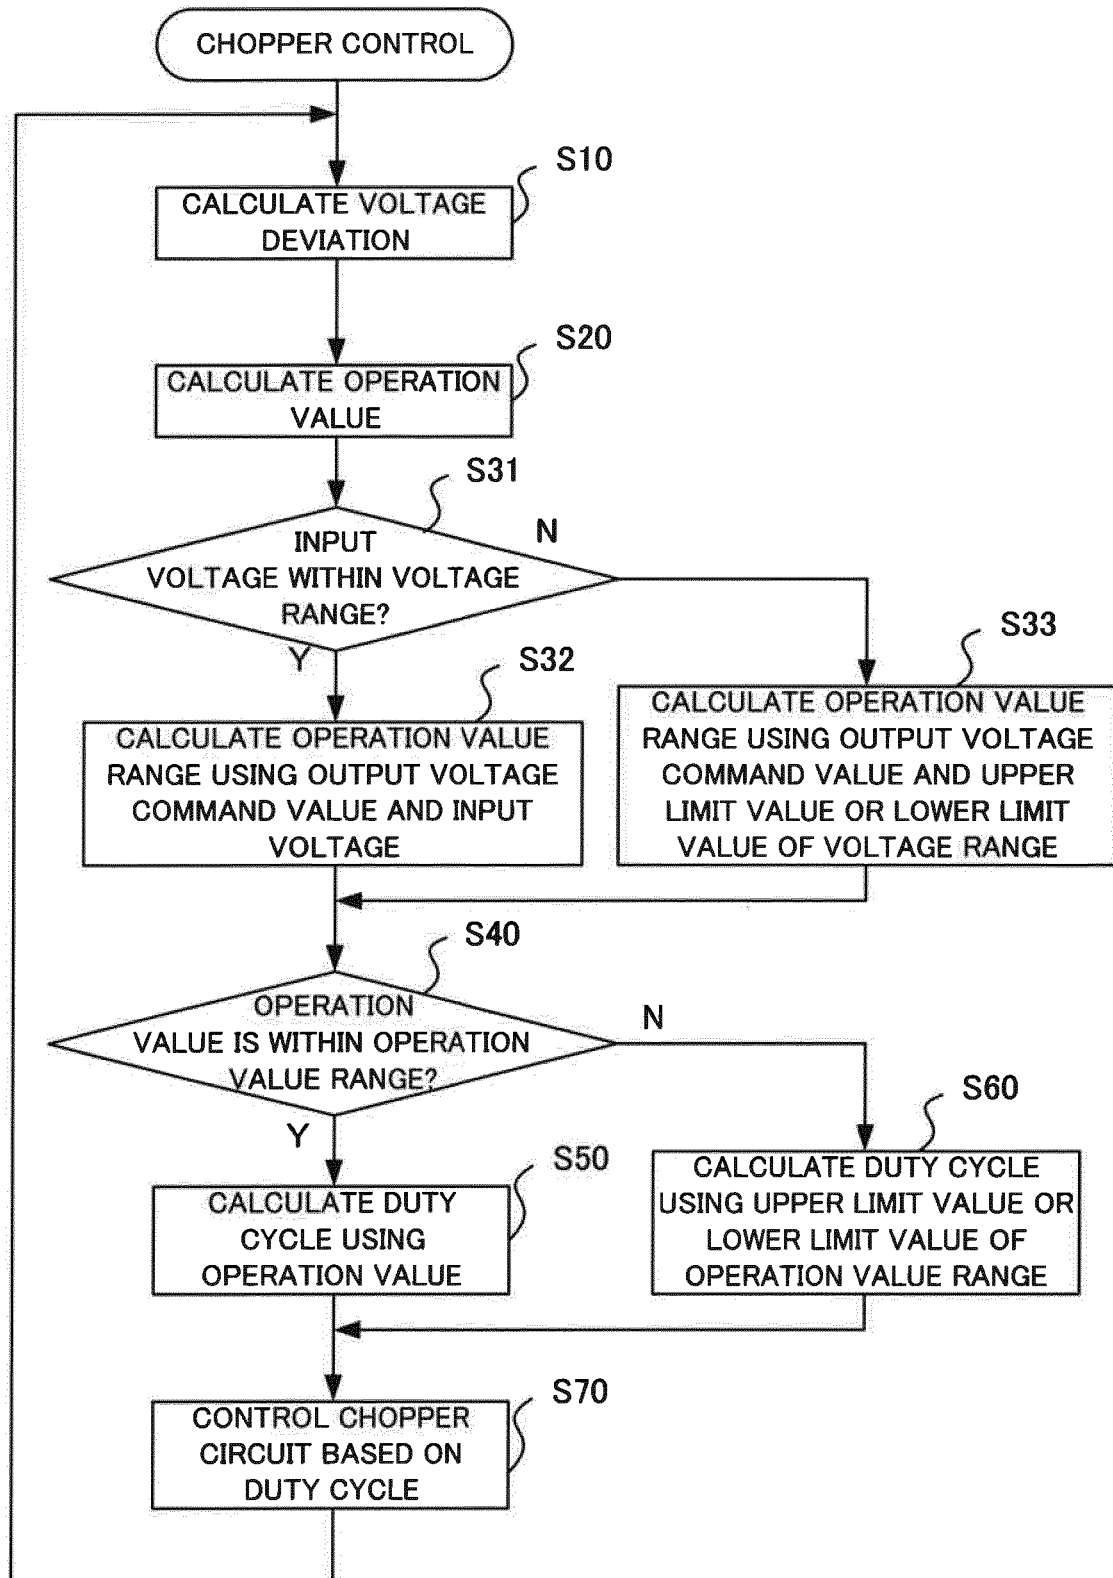 CHOPPER CONTROL
S10
CALCULATE VOLTAGE
DEVIATION
S20
CALCULATE OPERATION
VALUE
S31
INPUT
VOLTAGE WITHIN VOLTAGE
RANGE?
N
Y
S32
CALCULATE OPERATION VALUE
RANGE USING OUTPUT VOLTAGE
COMMAND VALUE AND INPUT
VOLTAGE
S33
CALCULATE OPERATION VALUE
RANGE USING OUTPUT VOLTAGE
COMMAND VALUE AND UPPER
LIMIT VALUE OR LOWER LIMIT
VALUE OF VOLTAGE RANGE
S40
OPERATION
VALUE IS WITHIN OPERATION
VALUE RANGE?
N
Y
S50
CALCULATE DUTY
CYCLE USING
OPERATION VALUE
S60
CALCULATE DUTY CYCLE
USING UPPER LIMIT VALUE OR
LOWER LIMIT VALUE OF
OPERATION VALUE RANGE
S70
CONTROL CHOPPER
CIRCUIT BASED ON
DUTY CYCLE